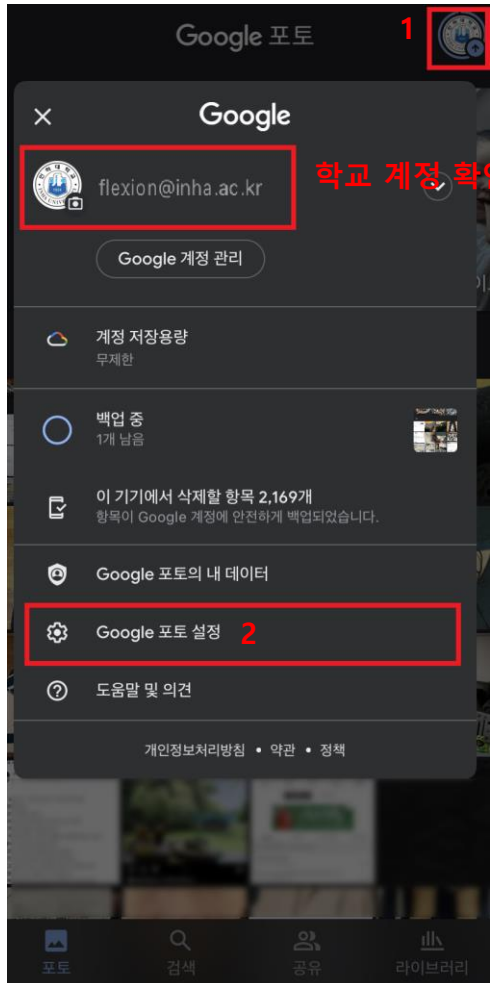 Google 포토
1
Google
flexion@inha.ac.kr
학교 계정 확인
Google 계정 관리
계정 저장용량
무제한
백업 중
1개 남음
이 기기에서 삭제할 항목 2,169개
항목이 Google 계정에 안전하게 백업되었습니다.
Google 포토의 내 데이터
Google 포토 설정 2
도움말 및 의견
개인정보처리방침 • 약관 • 정책
포토
검색
공유
라이브러리